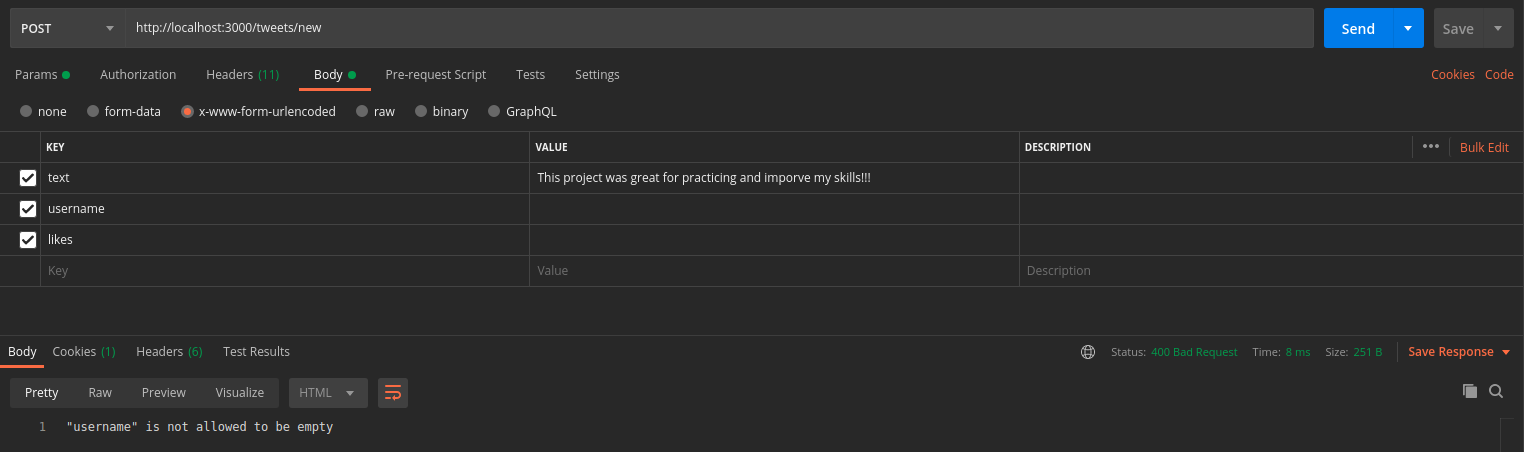 POST http://localhost:3000/tweets/new Send Save
Params Authorization Headers (11) Body Pre-request Script Tests Settings Cookies Code
none form-data x-www-form-urlencoded raw binary GraphQL
KEY VALUE DESCRIPTION ••• Bulk Edit
text This project was great for practicing and imporve my skills!!!
username
likes
Key Value Description
Body Cookies (1) Headers (6) Test Results Status: 400 Bad Request Time: 8 ms Size: 251 B Save Response
Pretty Raw Preview Visualize HTML
1 "username" is not allowed to be empty